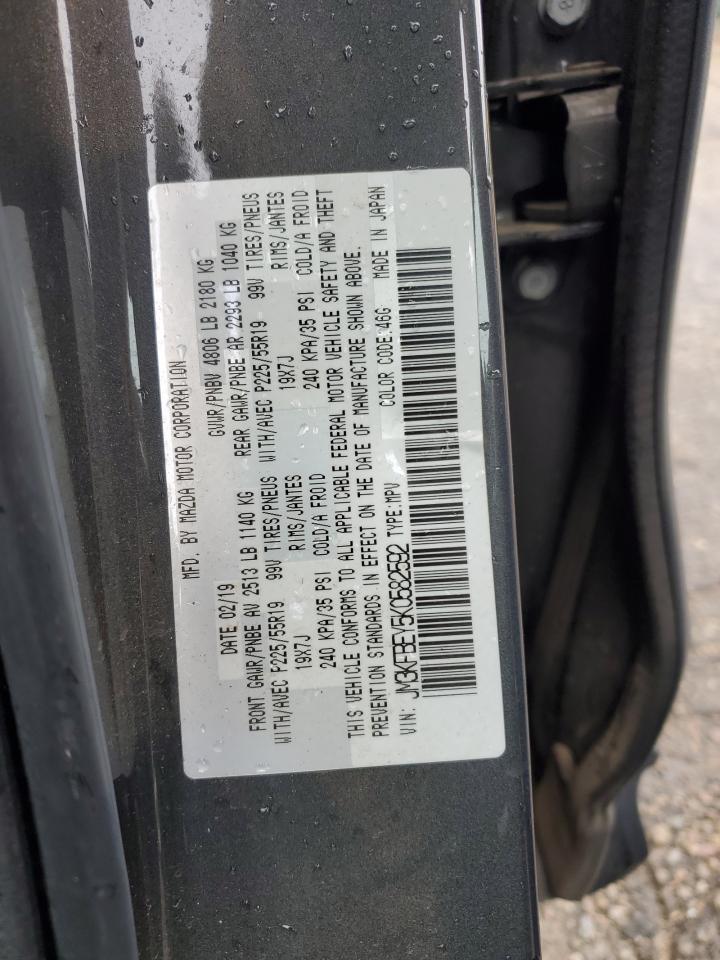 MFD. BY MAZDA MOTOR CORPORATION
DATE 02/19 GVWR/PNBV 4806 LB 2180 KG
FRONT GAWR/PNBE AV 2513 LB 1140 KG REAR GAWR/PNBE AR 2293 LB 1040 KG
WITH/AVEC P225/55R19 99V TIRES/PNEUS WITH/AVEC P225/55R19 99V TIRES/PNEUS
19X7J RIMS/JANTES 19X7J RIMS/JANTES
240 KPA/35 PSI COLD/A FROID 240 KPA/35 PSI COLD/A FROID
THIS VEHICLE CONFORMS TO ALL APPLICABLE FEDERAL MOTOR VEHICLE SAFETY AND THEFT
PREVENTION STANDARDS IN EFFECT ON THE DATE OF MANUFACTURE SHOWN ABOVE.
VIN: JM3KFBEY5K0582592 TYPE:MPV COLOR CODE:46G MADE IN JAPAN
8